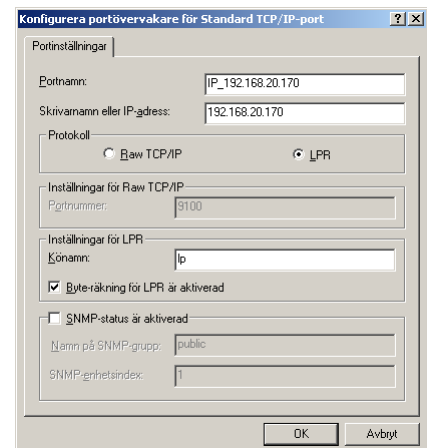 Konfigurera portövervakare för Standard TCP/IP-port
Portinställningar
Portnamn: IP_192.168.20.170
Skrivarnamn eller IP-adress: 192.168.20.170
Protokoll
Raw TCP/IP LPR
Inställningar för Raw TCP/IP
Portnummer: 9100
Inställningar för LPR
Könamn: lp
Byte-räkning för LPR är aktiverad
SNMP-status är aktiverad
Namn på SNMP-grupp: public
SNMP-enhetsindex: 1
OK Avbryt